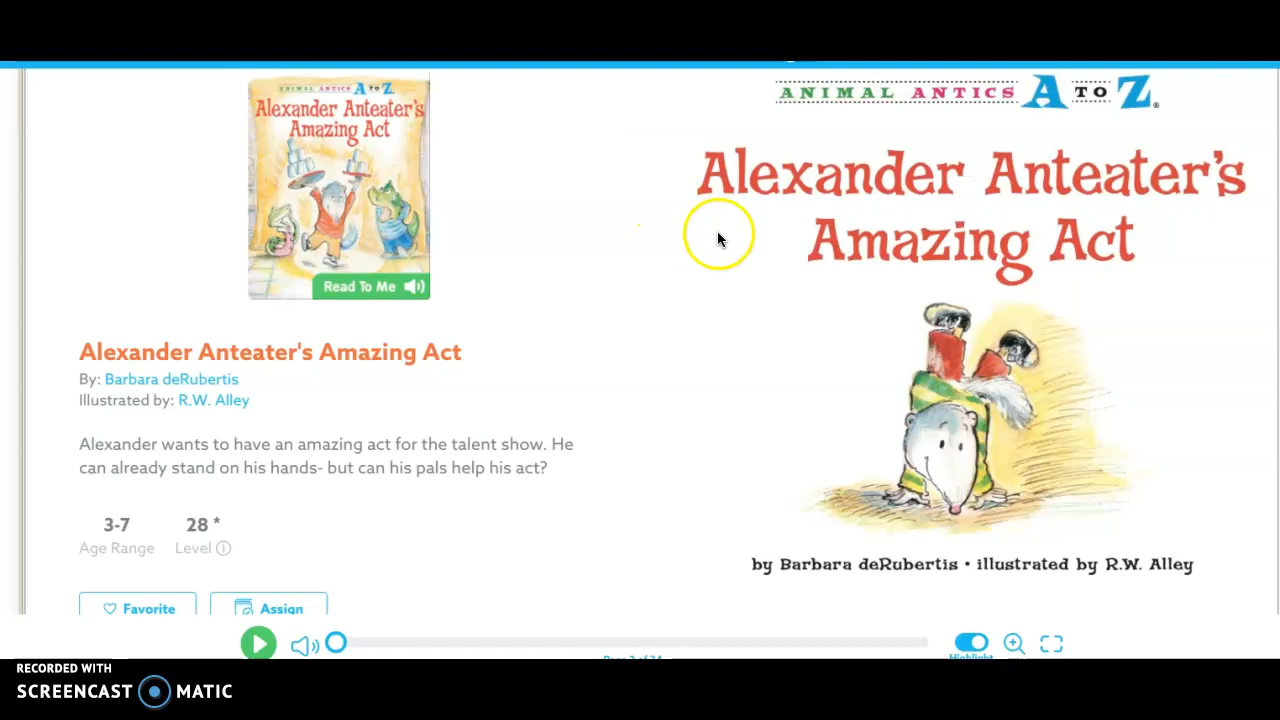 ANIMAL ANTICS A TO Z
Alexander Anteater's
Amazing Act
Read To Me
Alexander Anteater's Amazing Act
By: Barbara deRubertis
Illustrated by: R.W. Alley
Alexander wants to have an amazing act for the talent show. He
can already stand on his hands- but can his pals help his act?
3-7
Age Range
28 *
Level
Favorite
Assign
ANIMAL ANTICS A TO Z®
Alexander Anteater's
Amazing Act
by Barbara deRubertis • illustrated by R.W. Alley
Highlight
RECORDED WITH
SCREENCAST MATIC